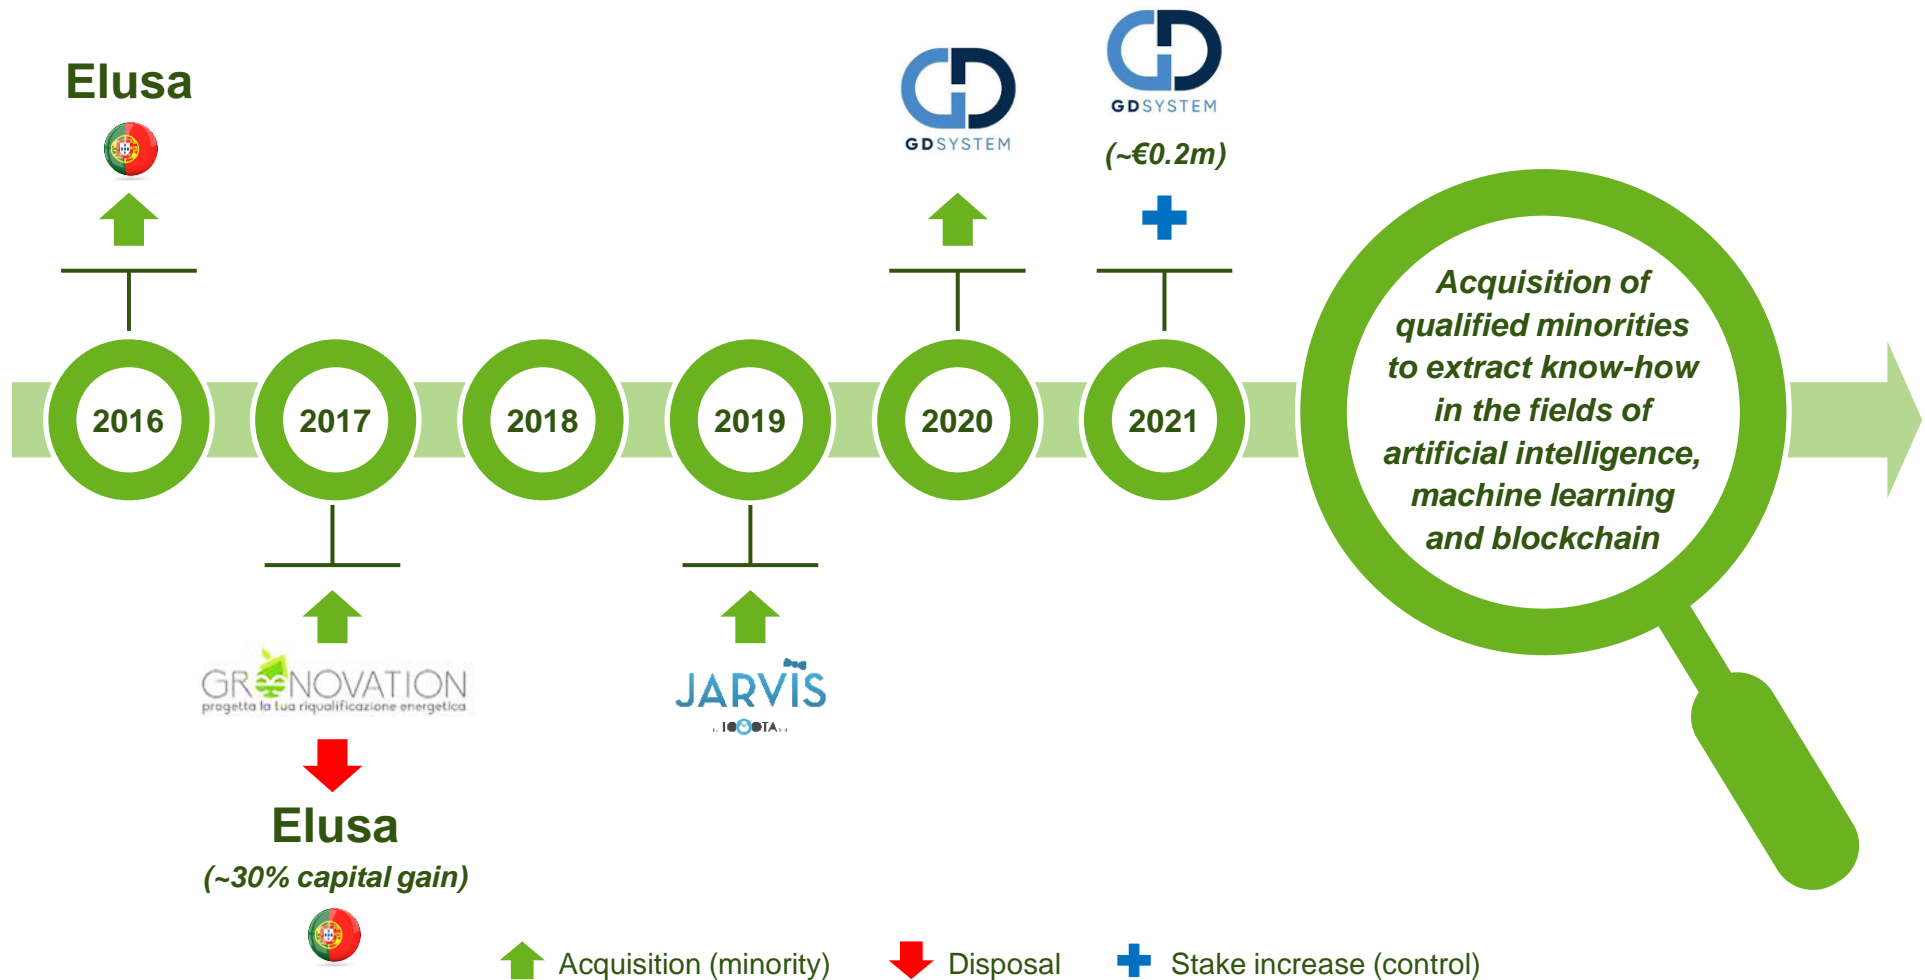 Elusa
GDSYSTEM
GDSYSTEM
(~€0.2m)
2016
2017
2018
2019
2020
2021
Acquisition of
qualified minorities
to extract know-how
in the fields of
artificial intelligence,
machine learning
and blockchain
GREENOVATION
progetta la tua riqualificazione energetica
JARVIS
Elusa
(~30% capital gain)
Acquisition (minority)
Disposal
Stake increase (control)